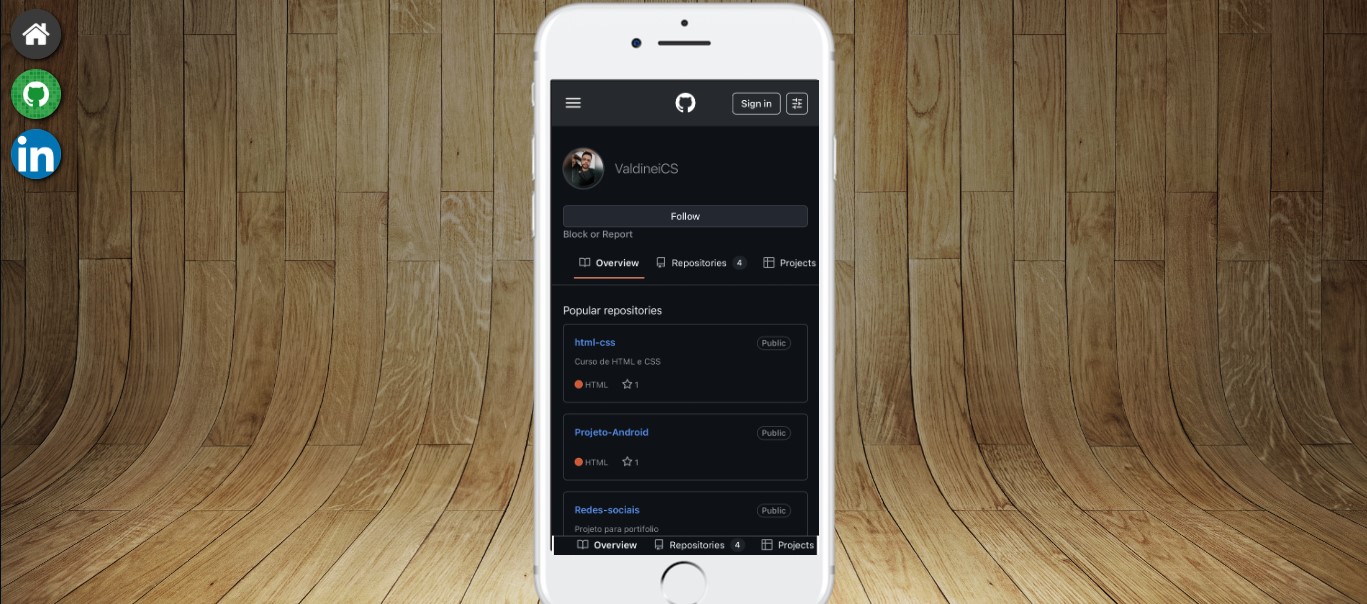 in
Sign in
ValdineiCS
Follow
Block or Report
Overview Repositories 4 Projects
Popular repositories
html-css Public
Curso de HTML e CSS
HTML 1
Projeto-Android Public
HTML 1
Redes-sociais Public
Projeto para portifolio
Overview Repositories 4 Projects